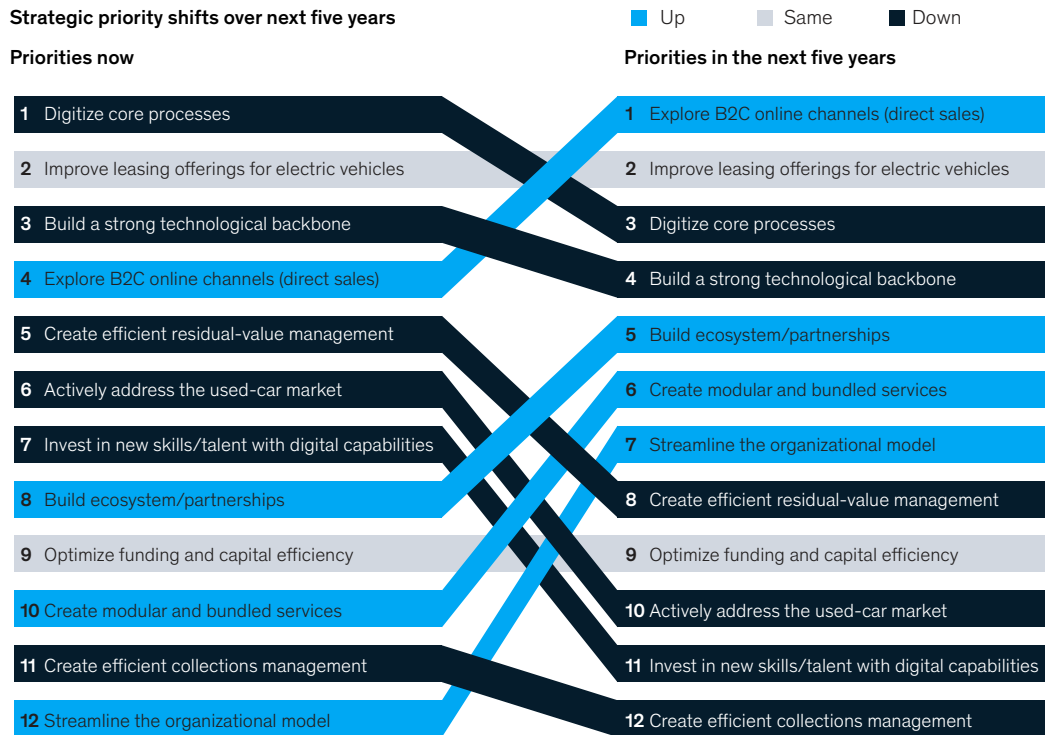 Strategic priority shifts over next five years
Up Same Down
Priorities now
Priorities in the next five years
1 Digitize core processes
2 Improve leasing offerings for electric vehicles
3 Build a strong technological backbone
4 Explore B2C online channels (direct sales)
5 Create efficient residual-value management
6 Actively address the used-car market
7 Invest in new skills/talent with digital capabilities
8 Build ecosystem/partnerships
9 Optimize funding and capital efficiency
10 Create modular and bundled services
11 Create efficient collections management
12 Streamline the organizational model
1 Explore B2C online channels (direct sales)
2 Improve leasing offerings for electric vehicles
3 Digitize core processes
4 Build a strong technological backbone
5 Build ecosystem/partnerships
6 Create modular and bundled services
7 Streamline the organizational model
8 Create efficient residual-value management
9 Optimize funding and capital efficiency
10 Actively address the used-car market
11 Invest in new skills/talent with digital capabilities
12 Create efficient collections management